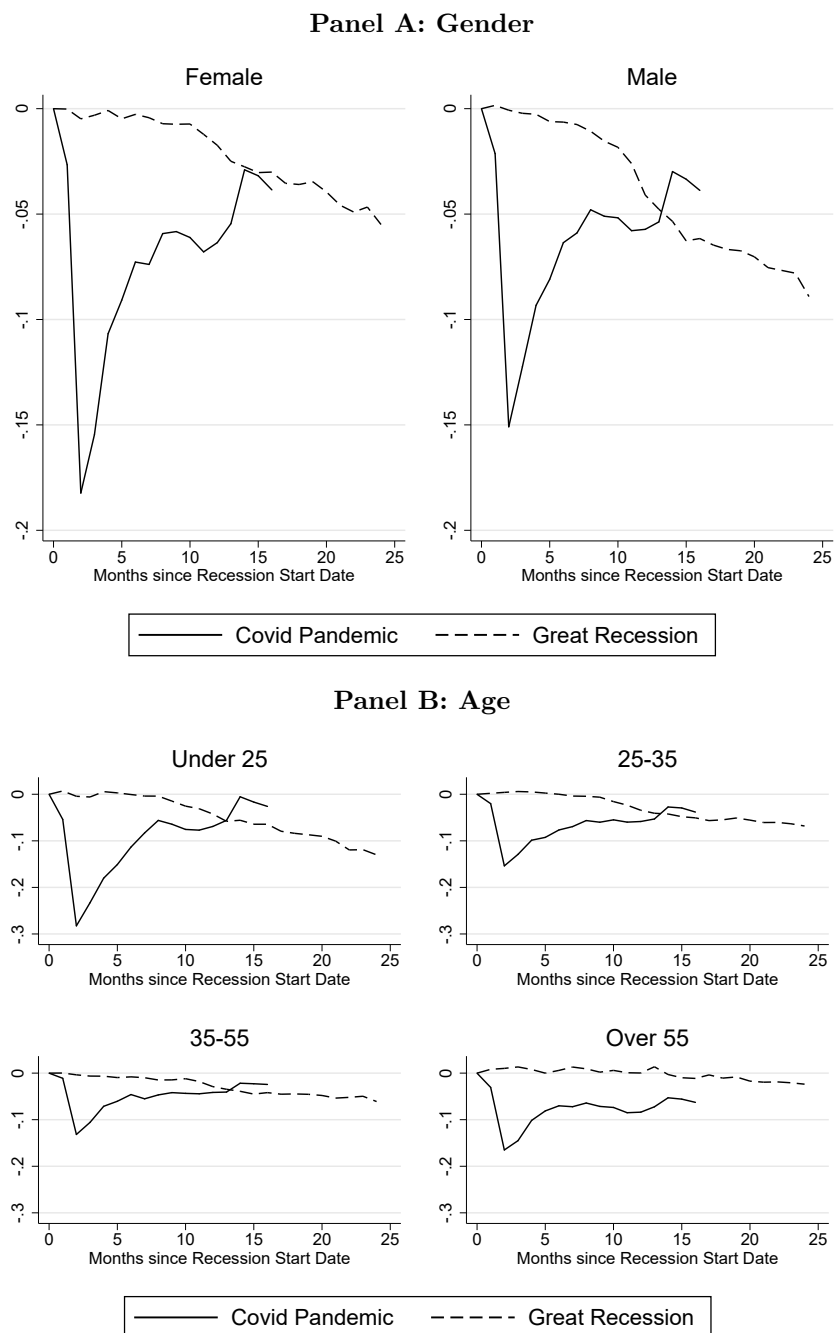 Panel A: Gender
Female
Male
0
-.05
-.1
-.15
-.2
0 5 10 15 20 25
Months since Recession Start Date
0
-.05
-.1
-.15
-.2
0 5 10 15 20 25
Months since Recession Start Date
Covid Pandemic Great Recession
Panel B: Age
Under 25
0
-.1
-.2
-.3
0 5 10 15 20 25
Months since Recession Start Date
25-35
0
-.1
-.2
-.3
0 5 10 15 20 25
Months since Recession Start Date
35-55
0
-.1
-.2
-.3
0 5 10 15 20 25
Months since Recession Start Date
Over 55
0
-.1
-.2
-.3
0 5 10 15 20 25
Months since Recession Start Date
Covid Pandemic Great Recession